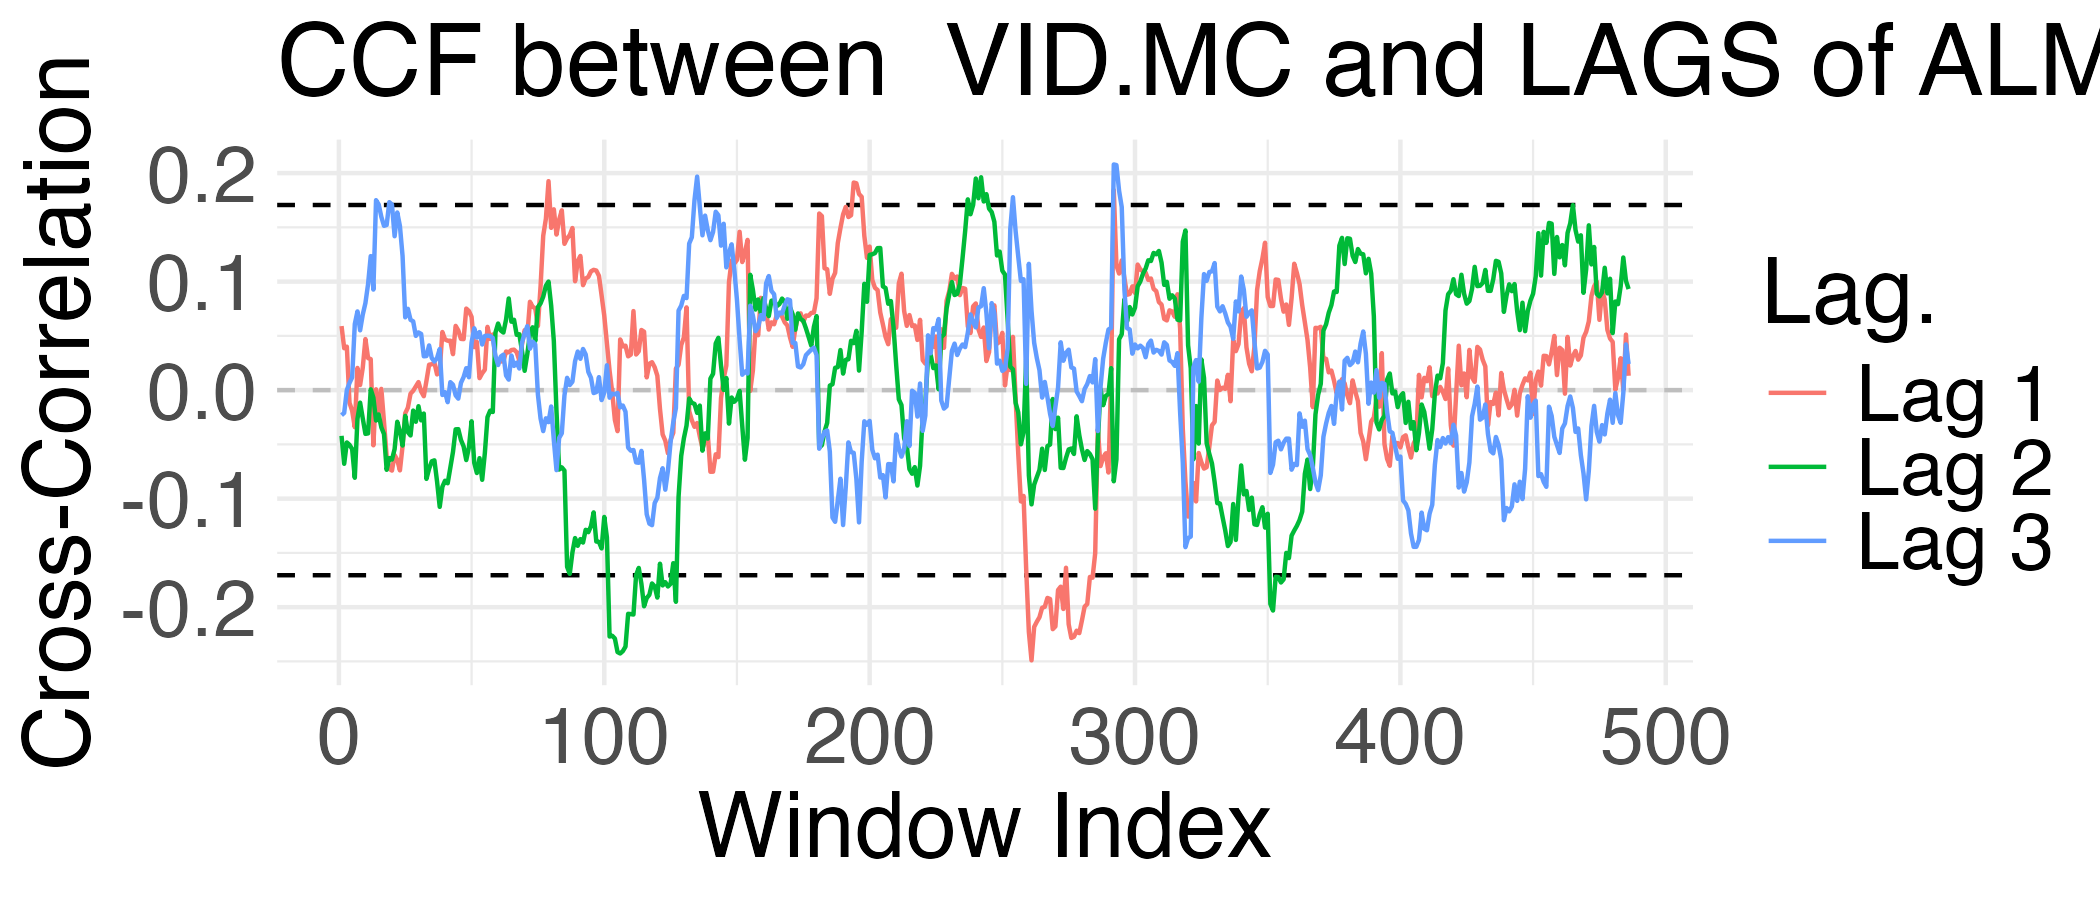 CCF between VID.MC and LAGS of ALM
Cross-Correlation
0.2
0.1
0.0
-0.1
-0.2
0 100 200 300 400 500
Window Index
Lag.
Lag 1
Lag 2
Lag 3